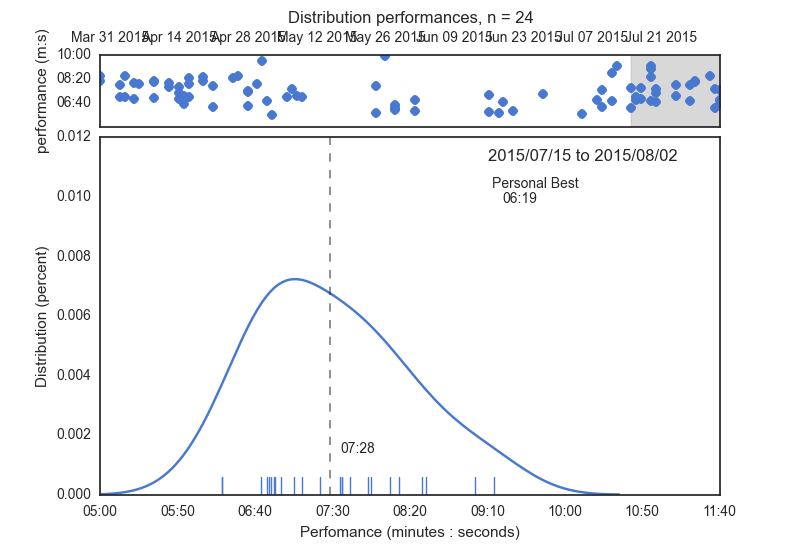 Distribution performances, n = 24
Mar 31 2015 Apr 14 2015 Apr 28 2015 May 12 2015 May 26 2015 Jun 09 2015 Jun 23 2015 Jul 07 2015 Jul 21 2015
performance (m:s)
10:00
08:20
06:40
0.012
0.010
0.008
0.006
0.004
0.002
0.000
Distribution (percent)
2015/07/15 to 2015/08/02
Personal Best
06:19
07:28
05:00 05:50 06:40 07:30 08:20 09:10 10:00 10:50 11:40
Perfomance (minutes : seconds)